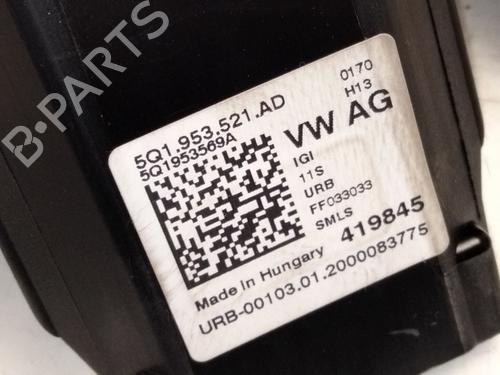 B-PARTS
0170
H13
5Q1.953.521.AD
5Q1953569A
VW AG
IGI
11S
URB
FF033033
SMLS
419845
Made in Hungary
URB-00103.01.2000083775